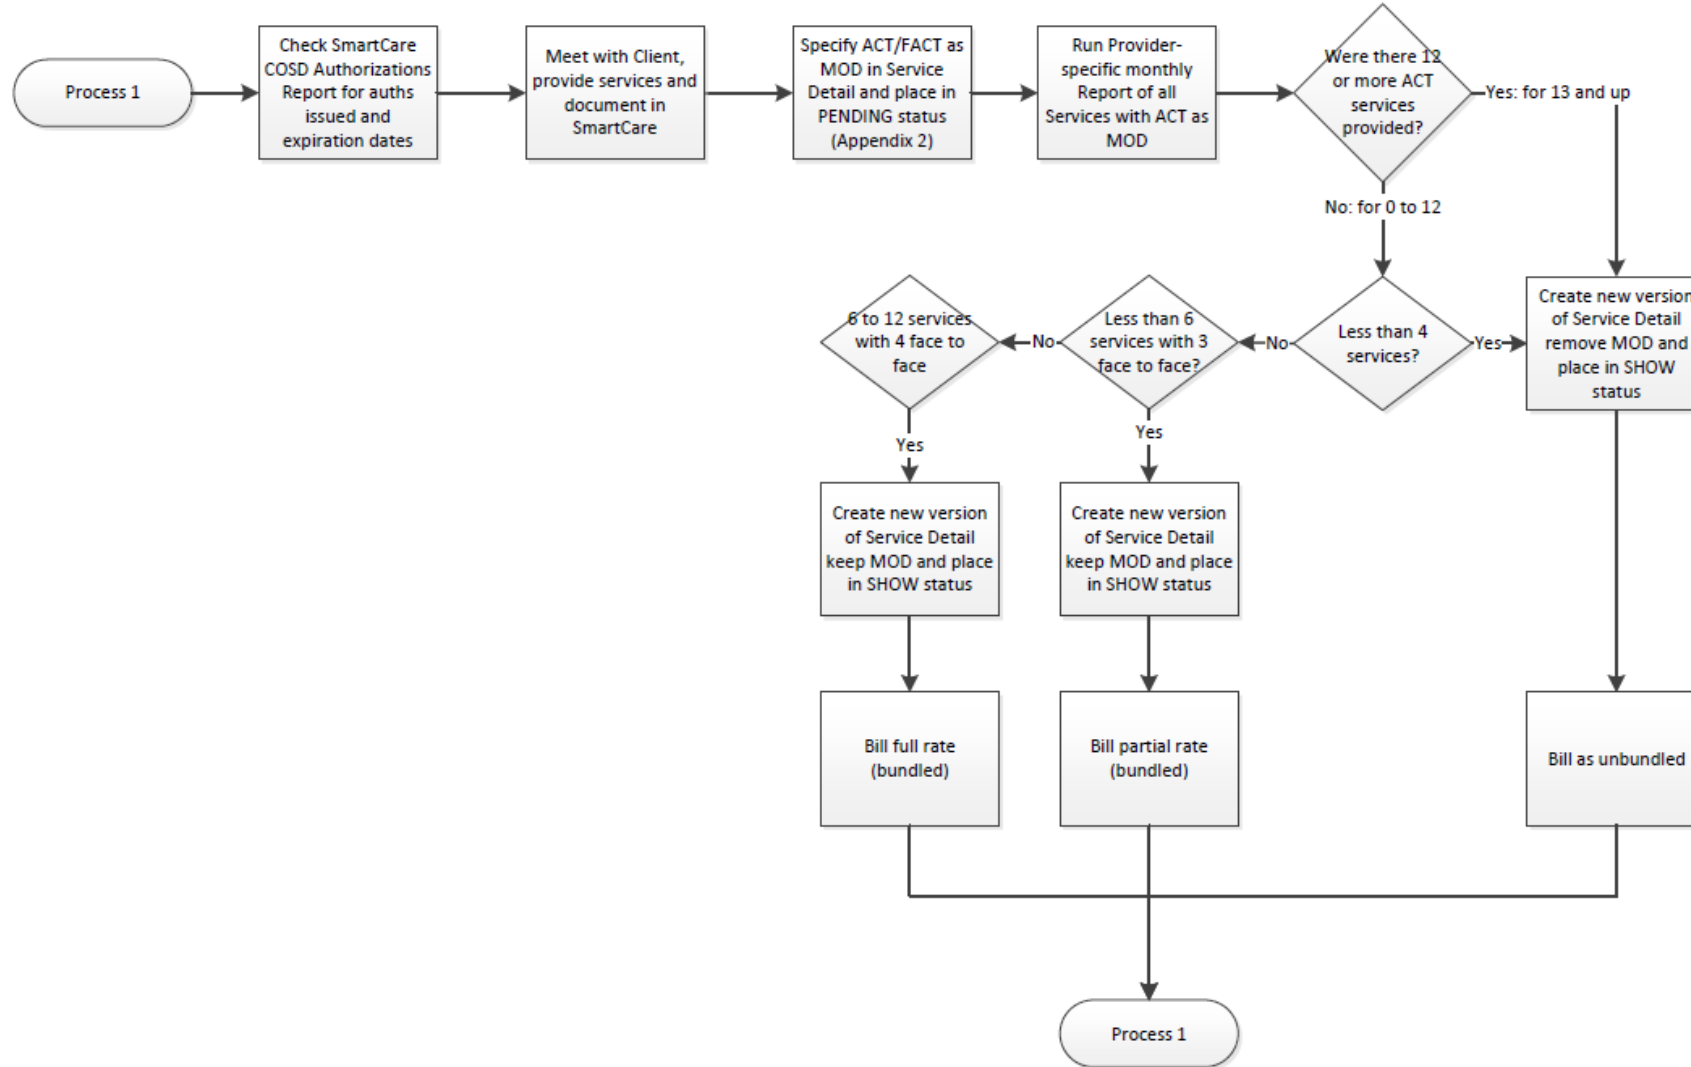 Process 1
Check SmartCare
COSD Authorizations
Report for auths
issued and
expiration dates
Meet with Client,
provide services and
document in
SmartCare
Specify ACT/FACT as
MOD in Service
Detail and place in
PENDING status
(Appendix 2)
Run Provider-
specific monthly
Report of all
Services with ACT as
MOD
Were there 12
or more ACT
services
provided?
Yes: for 13 and up
No: for 0 to 12
6 to 12 services
with 4 face to
face
No
Less than 6
services with 3
face to face?
No
Less than 4
services?
Yes
Create new version
of Service Detail
remove MOD and
place in SHOW
status
Yes
Yes
Create new version
of Service Detail
keep MOD and place
in SHOW status
Create new version
of Service Detail
keep MOD and place
in SHOW status
Bill full rate
(bundled)
Bill partial rate
(bundled)
Bill as unbundled
Process 1